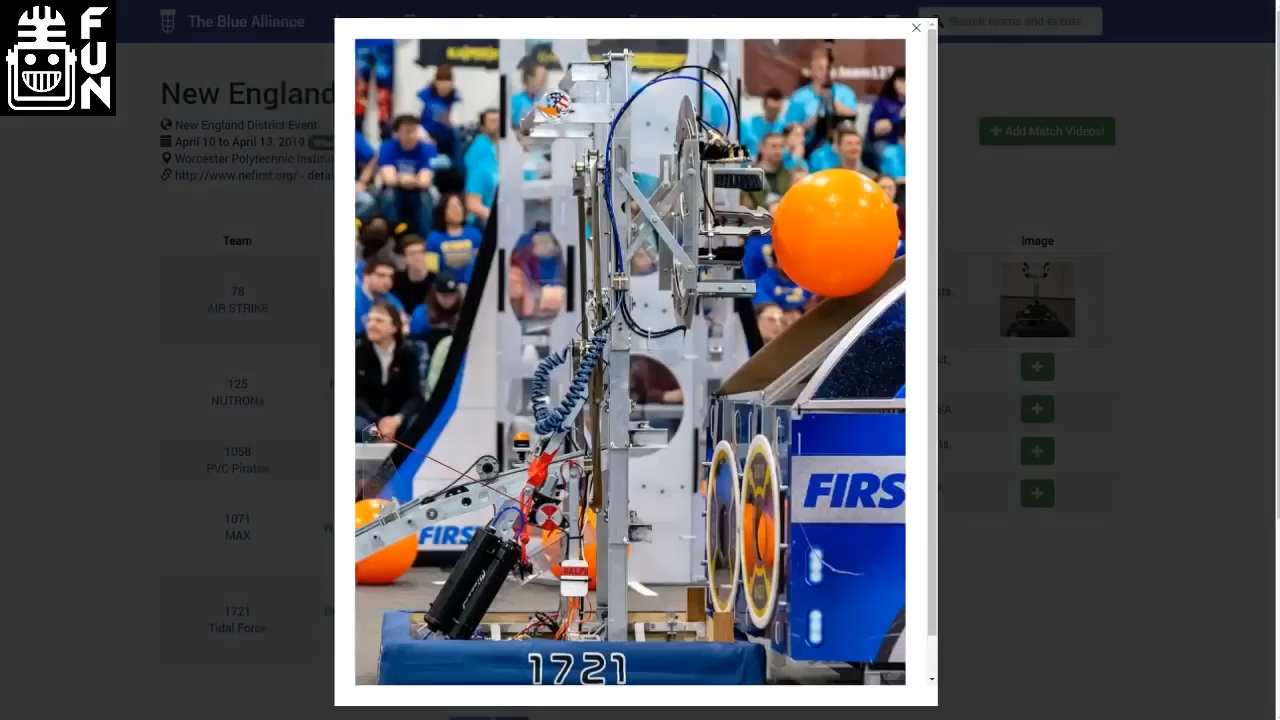 FUN
The Blue Alliance
Search teams and events
New England
New England District Event
+ Add Match Videos!
April 10 to April 13, 2019
Worcester Polytechnic Institu
http://www.nefirst.org/ - detai
Team
Image
78
AIR STRIKE
125
NUTRONs
1058
PVC Pirates
1071
MAX
1721
Tidal Force
FIRS
FIRS
1721